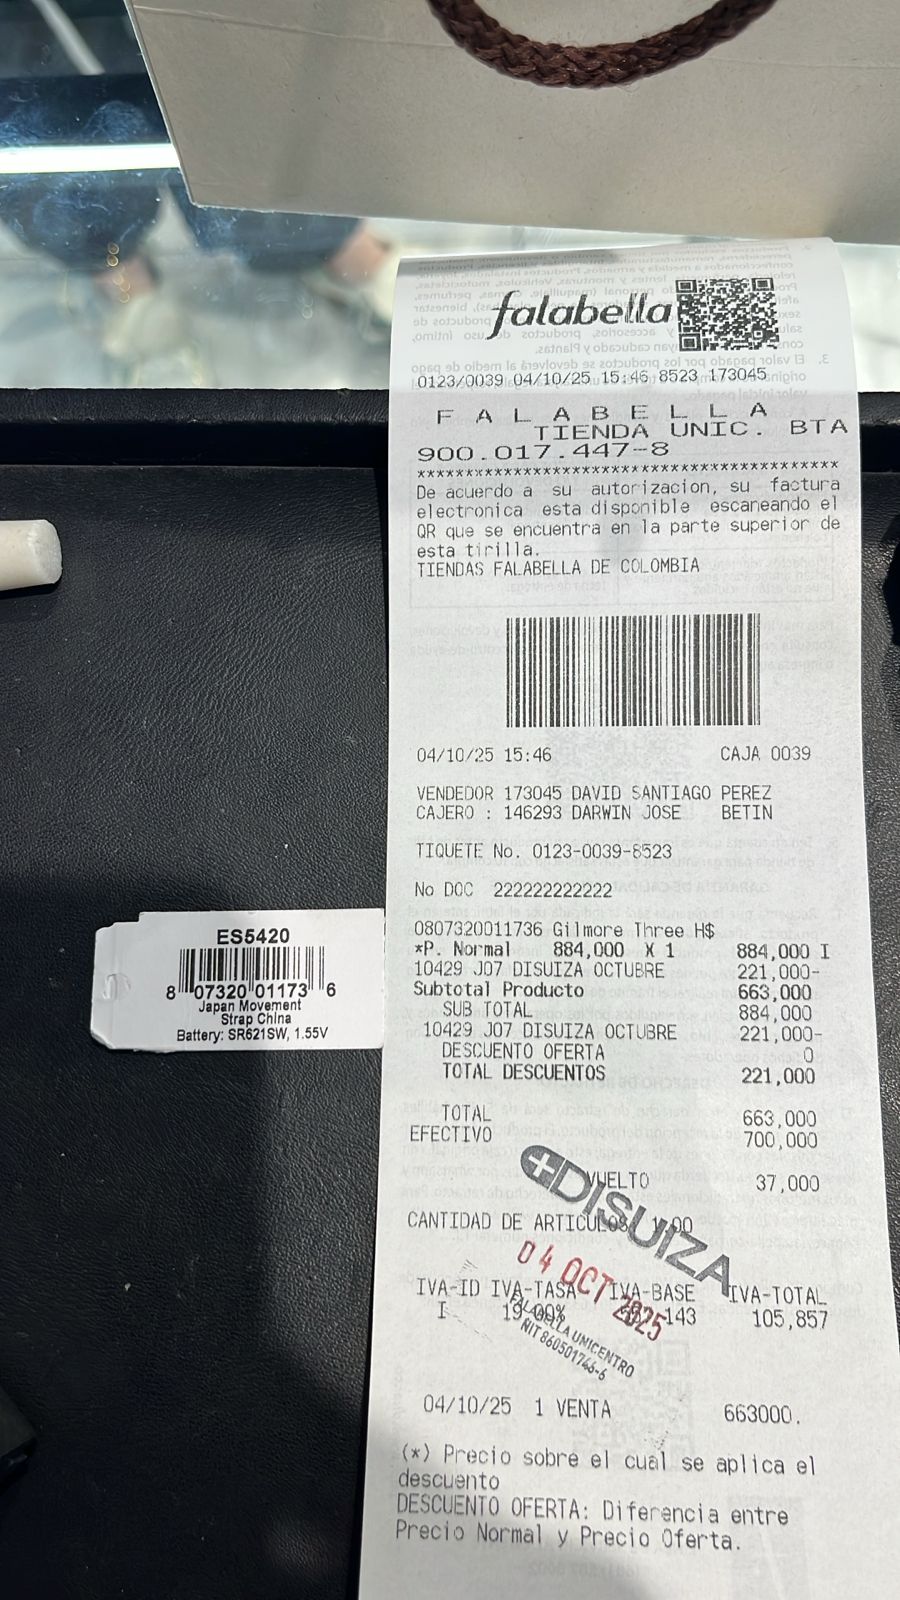 falabella
0123/0039 04/10/25 15:46 8523 173045
F A L A B E L L A
TIENDA UNIC. BTA
900.017.447-8
******************************************
De acuerdo a su autorizacion, su factura
electronica esta disponible escaneando el
QR que se encuentra en la parte superior de
esta tirilla.
TIENDAS FALABELLA DE COLOMBIA
04/10/25 15:46 CAJA 0039
VENDEDOR 173045 DAVID SANTIAGO PEREZ
CAJERO : 146293 DARWIN JOSE BETIN
TIQUETE No. 0123-0039-8523
No DOC 222222222222
0807320011736 Gilmore Three H$
*P. Normal 884,000 X 1 884,000 I
10429 J07 DISUIZA OCTUBRE 221,000-
Subtotal Producto 663,000
SUB TOTAL 884,000
10429 J07 DISUIZA OCTUBRE 221,000-
DESCUENTO OFERTA 0
TOTAL DESCUENTOS 221,000
TOTAL 663,000
EFECTIVO 700,000
VUELTO 37,000
CANTIDAD DE ARTICULOS 1.00
DISUIZA
04 OCT 2025
FALABELLA UNICENTRO
NIT 860501766-6
IVA-ID IVA-TASA IVA-BASE IVA-TOTAL
I 19.00% 143 105,857
04/10/25 1 VENTA 663000.
(*) Precio sobre el cual se aplica el
descuento
DESCUENTO OFERTA: Diferencia entre
Precio Normal y Precio Oferta.
ES5420
8 07320 01173 6
Japan Movement
Strap China
Battery: SR621SW, 1.55V